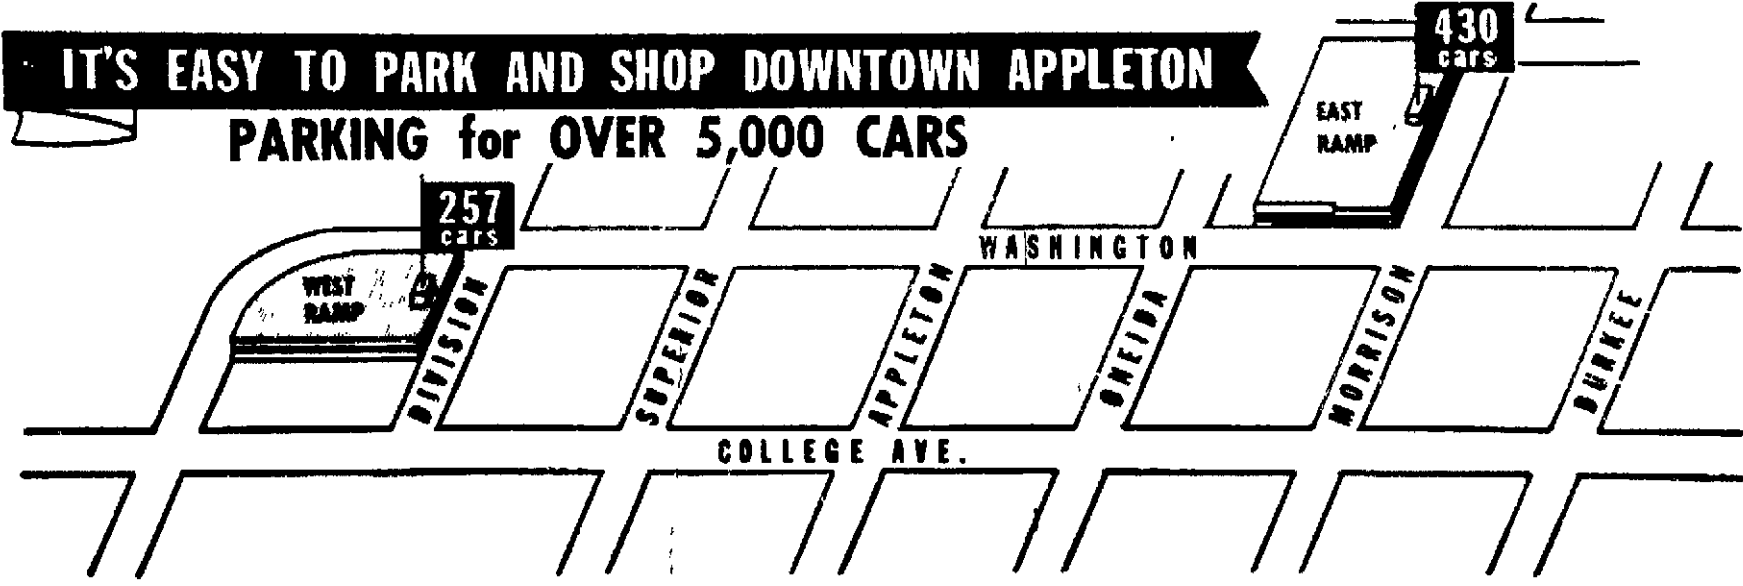 430
cars
IT'S EASY TO PARK AND SHOP DOWNTOWN APPLETON
PARKING for OVER 5,000 CARS
EAST
RAMP
257
cars
WASHINGTON
WEST
RAMP
DIVISION
SUPERIOR
APPLETON
ONEIDA
MORRISON
DURKEE
COLLEGE AVE.